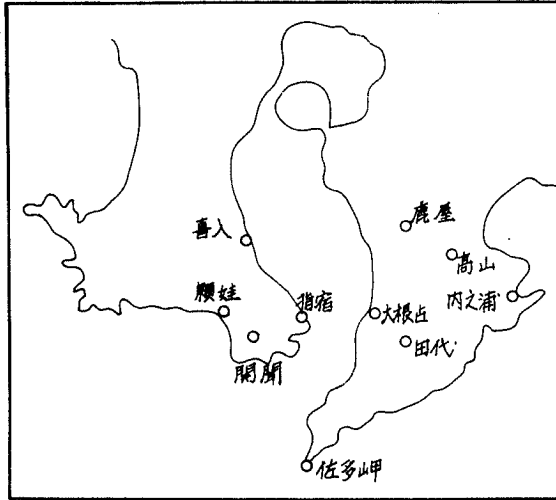 鹿屋
喜入
高山
頴娃
指宿
大根占
内之浦
田代
開聞
佐多岬